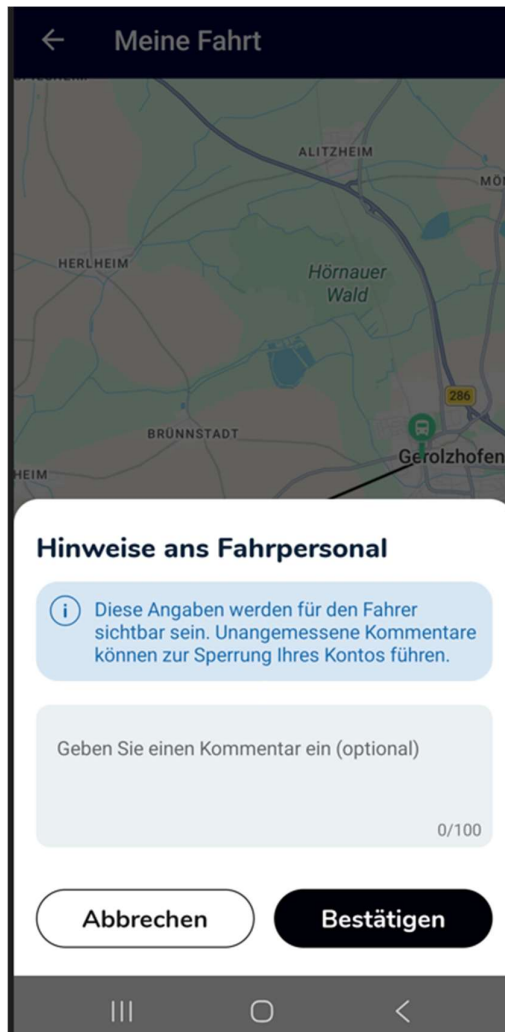 Meine Fahrt
ALITZHEIM
HERLHEIM
Hörnauer
Wald
286
BRÜNNSTADT
Gerolzhofen
HEIM
Hinweise ans Fahrpersonal
Diese Angaben werden für den Fahrer
sichtbar sein. Unangemessene Kommentare
können zur Sperrung Ihres Kontos führen.
Geben Sie einen Kommentar ein (optional)
0/100
Abbrechen
Bestätigen